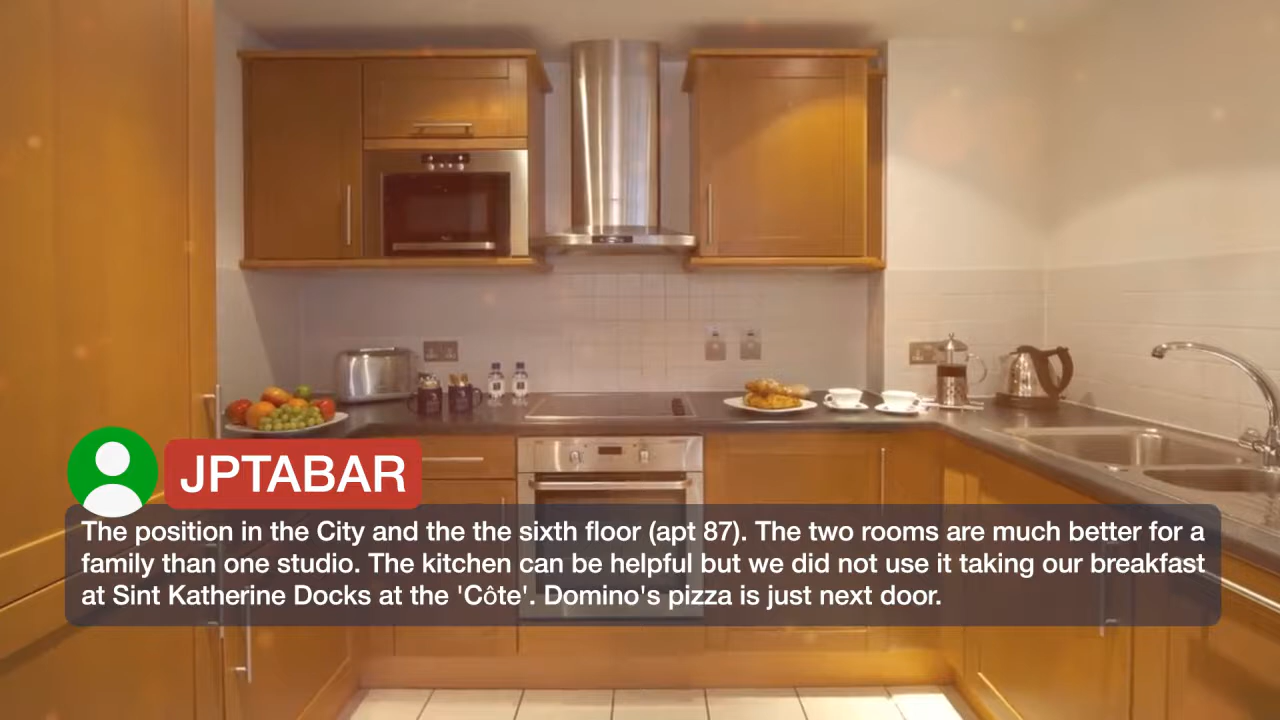 JPTABAR
The position in the City and the the sixth floor (apt 87). The two rooms are much better for a
family than one studio. The kitchen can be helpful but we did not use it taking our breakfast
at Sint Katherine Docks at the 'Côte'. Domino's pizza is just next door.